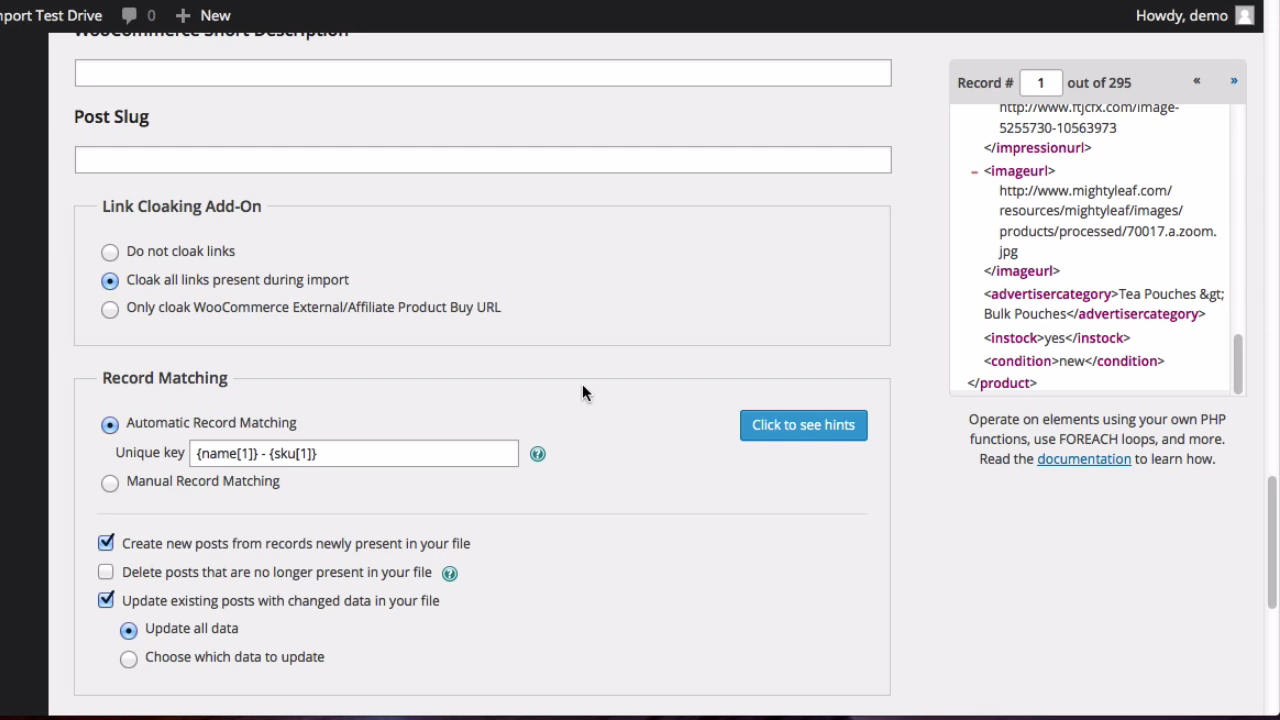 nport Test Drive 0 New Howdy, demo
WooCommerce Short Description
Post Slug
Link Cloaking Add-On
Do not cloak links
Cloak all links present during import
Only cloak WooCommerce External/Affiliate Product Buy URL
Record Matching
Automatic Record Matching
Click to see hints
Unique key {name[1]} - {sku[1]} ?
Manual Record Matching
Create new posts from records newly present in your file
Delete posts that are no longer present in your file ?
Update existing posts with changed data in your file
Update all data
Choose which data to update
Record # 1 out of 295 « »
http://www.ftjcfx.com/image-
5255730-10563973
</impressionurl>
– <imageurl>
http://www.mightyleaf.com/
resources/mightyleaf/images/
products/processed/70017.a.zoom.
jpg
</imageurl>
<advertisercategory>Tea Pouches &gt;
Bulk Pouches</advertisercategory>
<instock>yes</instock>
<condition>new</condition>
</product>
Operate on elements using your own PHP
functions, use FOREACH loops, and more.
Read the documentation to learn how.